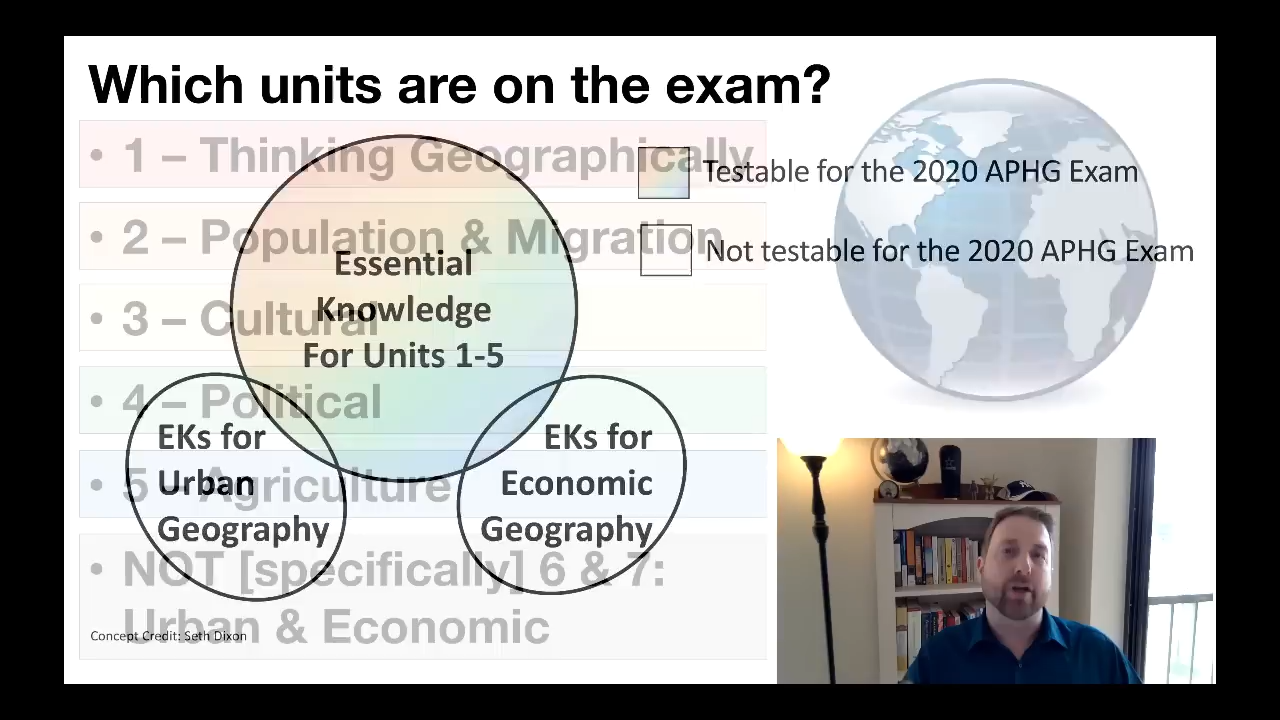 Which units are on the exam?
• 1 – Thinking Geographically
• 2 – Population & Migration
• 3 – Cultural
• 4 – Political
• 5 – Agriculture
• NOT [specifically] 6 & 7:
Urban & Economic
Testable for the 2020 APHG Exam
Not testable for the 2020 APHG Exam
Essential
Knowledge
For Units 1-5
EKs for
Urban
Geography
EKs for
Economic
Geography
Concept Credit: Seth Dixon